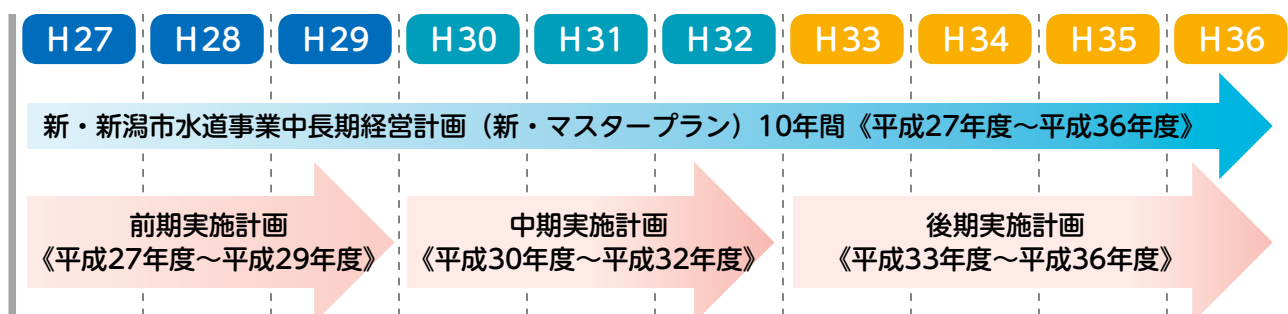 H27 H28 H29 H30 H31 H32 H33 H34 H35 H36
新・新潟市水道事業中長期経営計画（新・マスタープラン）10年間《平成27年度～平成36年度》
前期実施計画
《平成27年度～平成29年度》
中期実施計画
《平成30年度～平成32年度》
後期実施計画
《平成33年度～平成36年度》